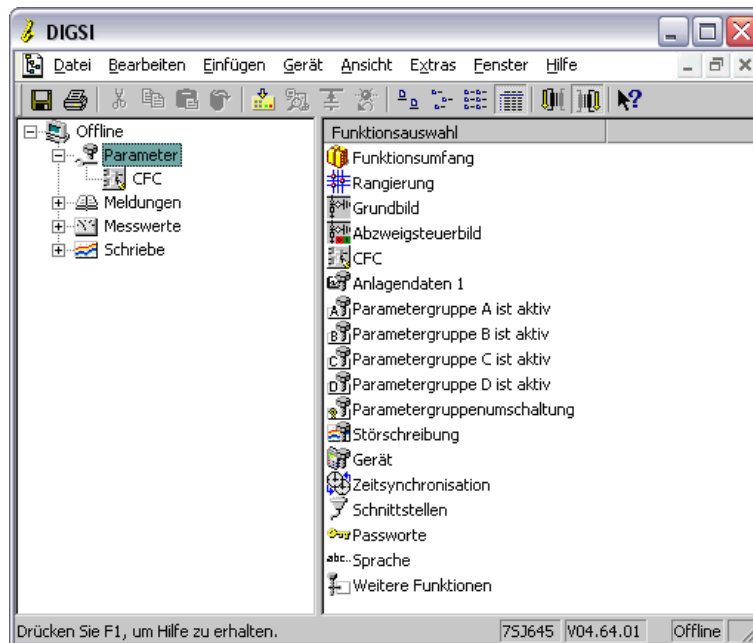 DIGSI
Datei Bearbeiten Einfügen Gerät Ansicht Extras Fenster Hilfe
Offline
Parameter
CFC
Meldungen
Messwerte
Schriebe
Funktionsauswahl
Funktionsumfang
Rangierung
Grundbild
Abzweigsteuerbild
CFC
Anlagendaten 1
Parametergruppe A ist aktiv
Parametergruppe B ist aktiv
Parametergruppe C ist aktiv
Parametergruppe D ist aktiv
Parametergruppenumschaltung
Störschreibung
Gerät
Zeitsynchronisation
Schnittstellen
Passworte
abc.. Sprache
Weitere Funktionen
Drücken Sie F1, um Hilfe zu erhalten. 7SJ645 V04.64.01 Offline